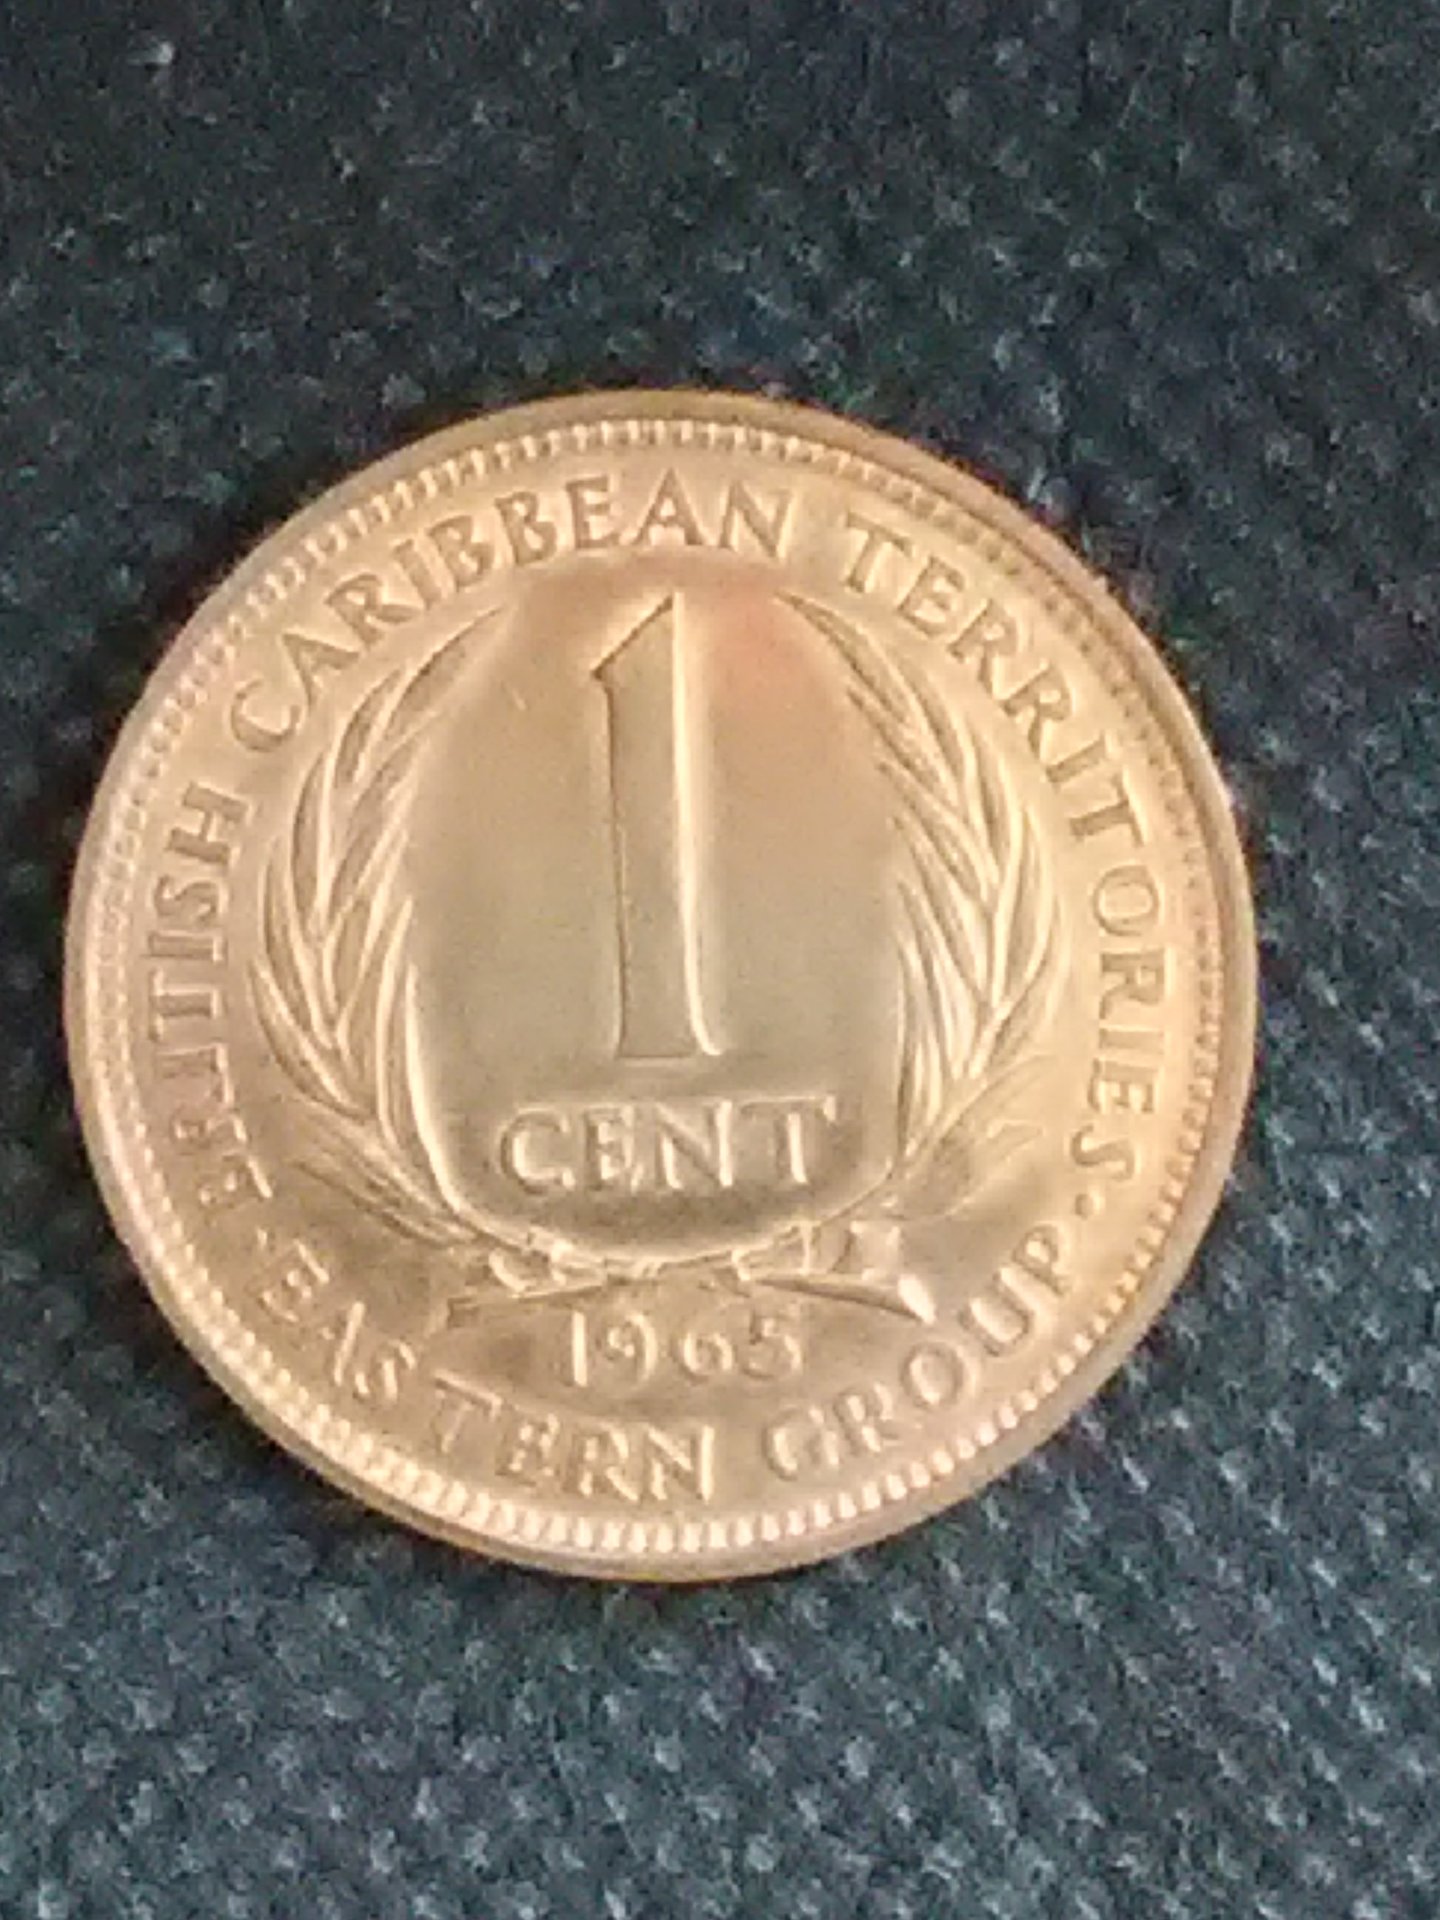 BRITISH CARIBBEAN TERRITORIES.
1
CENT
1965
EASTERN GROUP